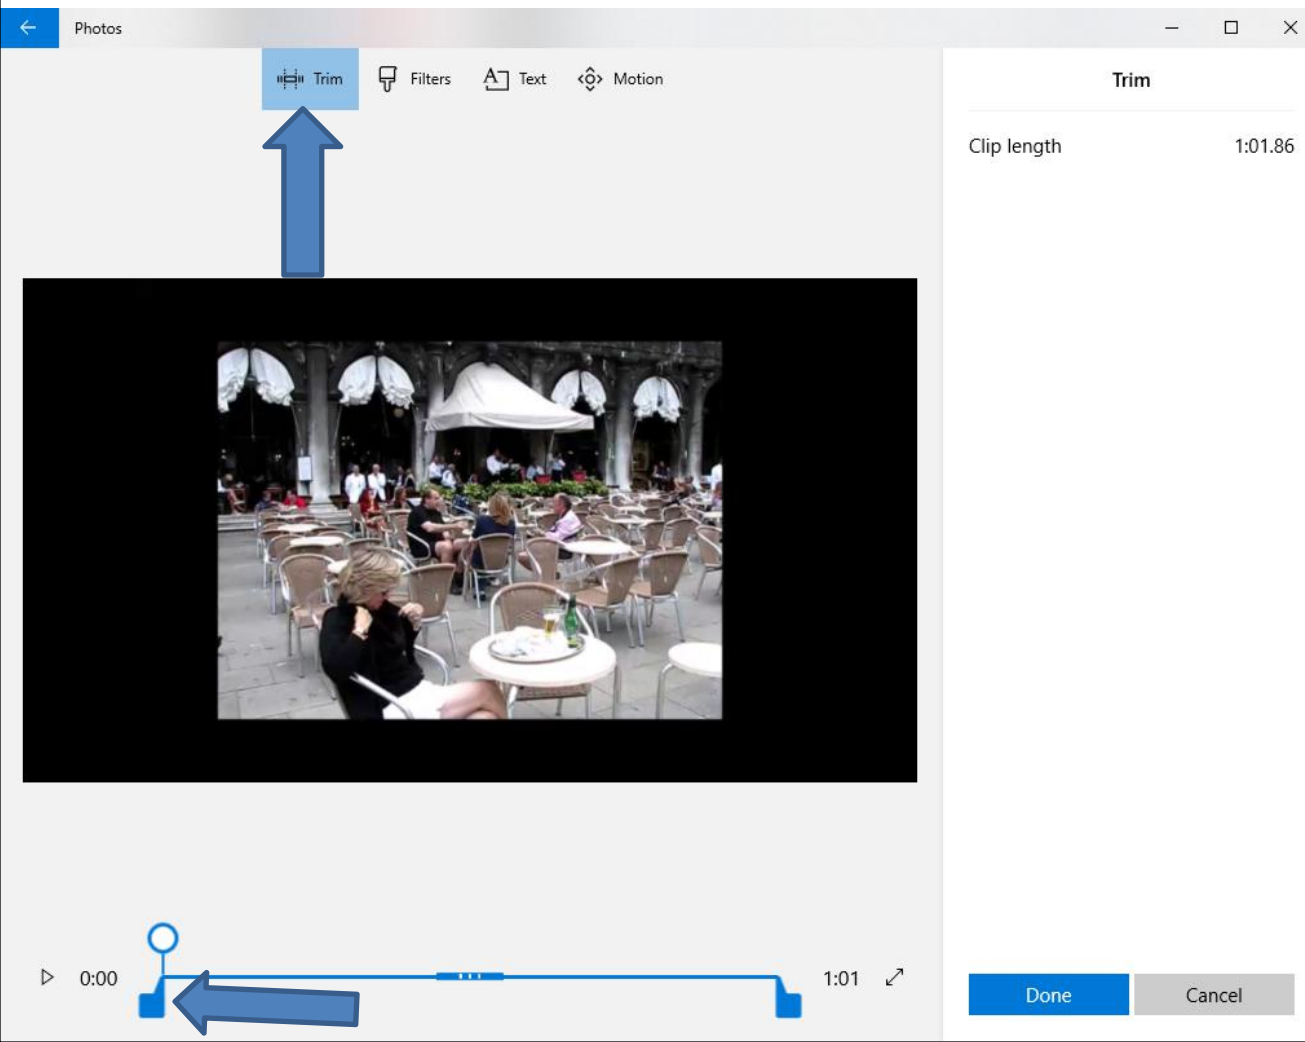 Photos
Trim Filters Text Motion
Trim
Clip length 1:01.86
0:00 1:01
Done Cancel